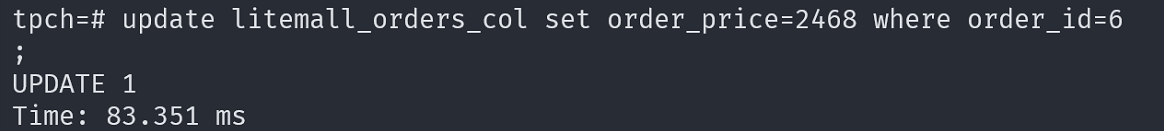 tpch=# update litemall_orders_col set order_price=2468 where order_id=6
;
UPDATE 1
Time: 83.351 ms